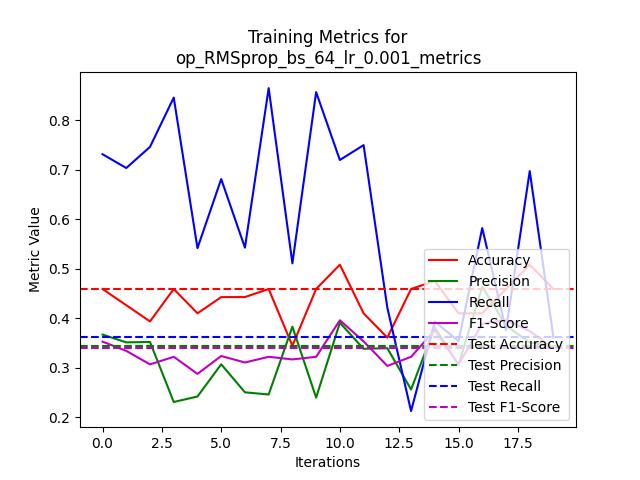 Training Metrics for
op_RMSprop_bs_64_lr_0.001_metrics
Metric Value
0.8
0.7
0.6
0.5
0.4
0.3
0.2
Accuracy
Precision
Recall
F1-Score
Test Accuracy
Test Precision
Test Recall
Test F1-Score
0.0 2.5 5.0 7.5 10.0 12.5 15.0 17.5
Iterations